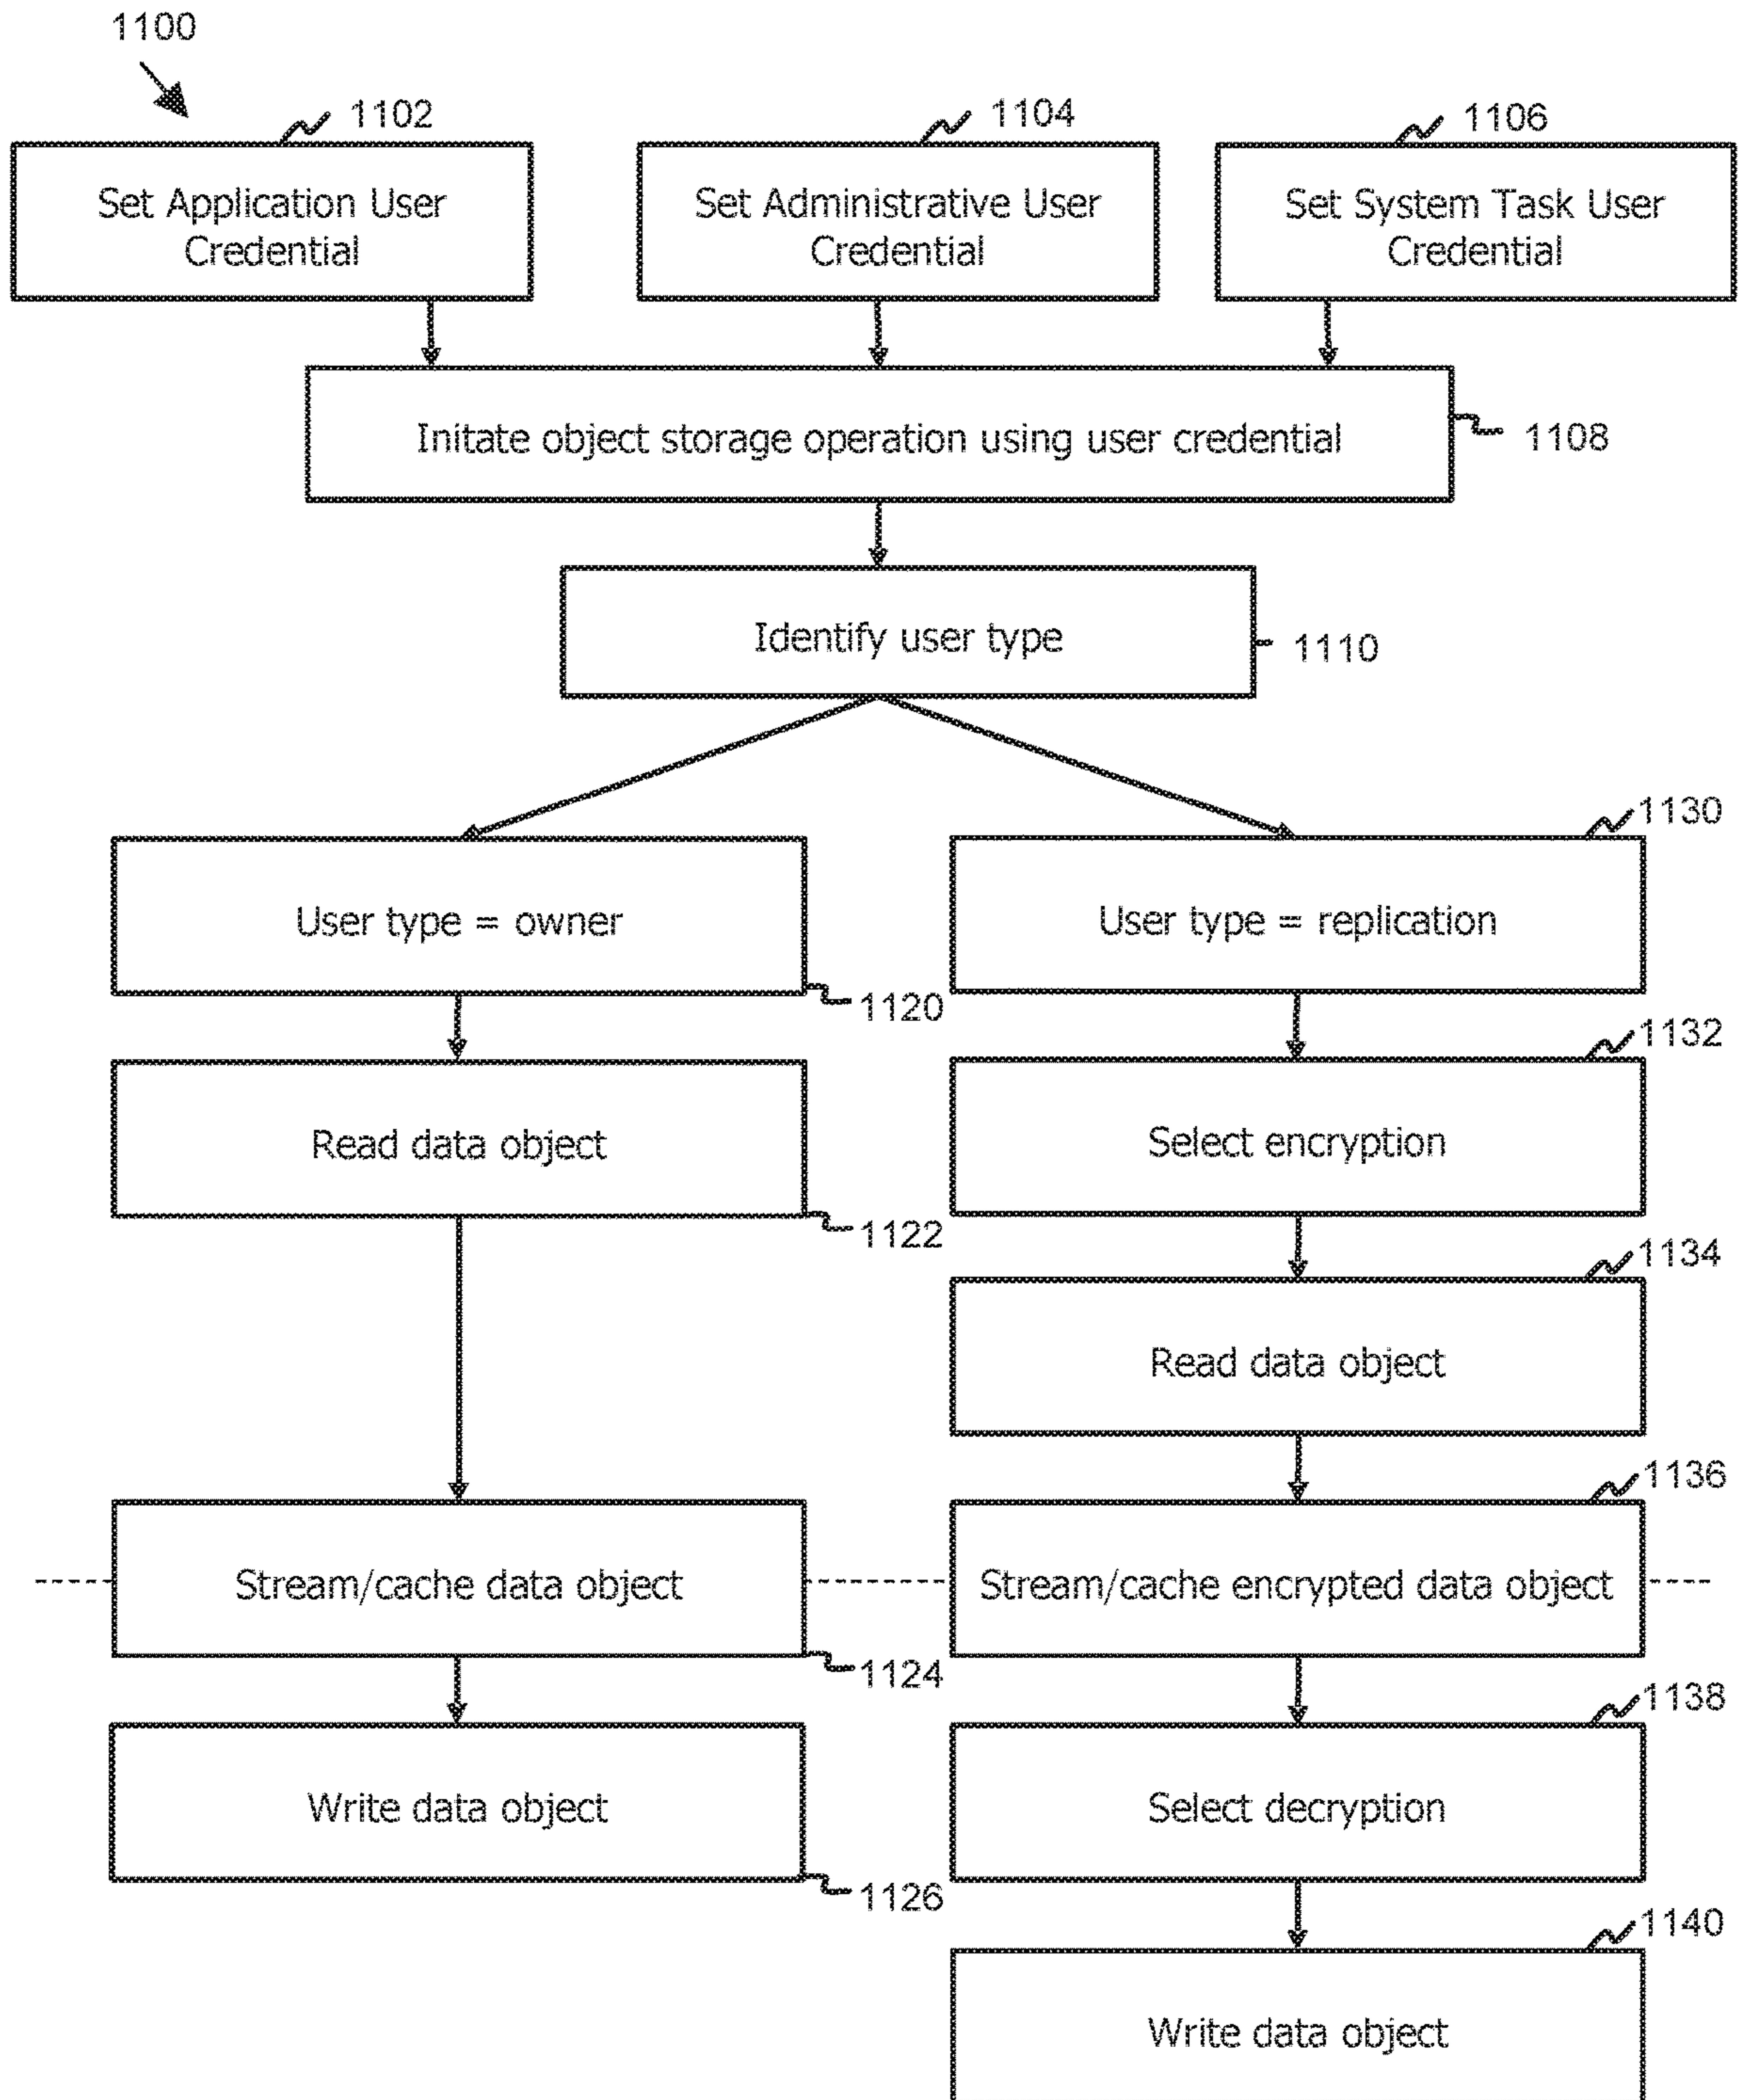 1100
1102
1104
1106
Set Application User
Credential
Set Administrative User
Credential
Set System Task User
Credential
Initate object storage operation using user credential
1108
Identify user type
1110
1130
User type = owner
User type = replication
1120
1132
Read data object
Select encryption
1122
1134
Read data object
1136
Stream/cache data object
Stream/cache encrypted data object
1124
1138
Write data object
Select decryption
1126
1140
Write data object